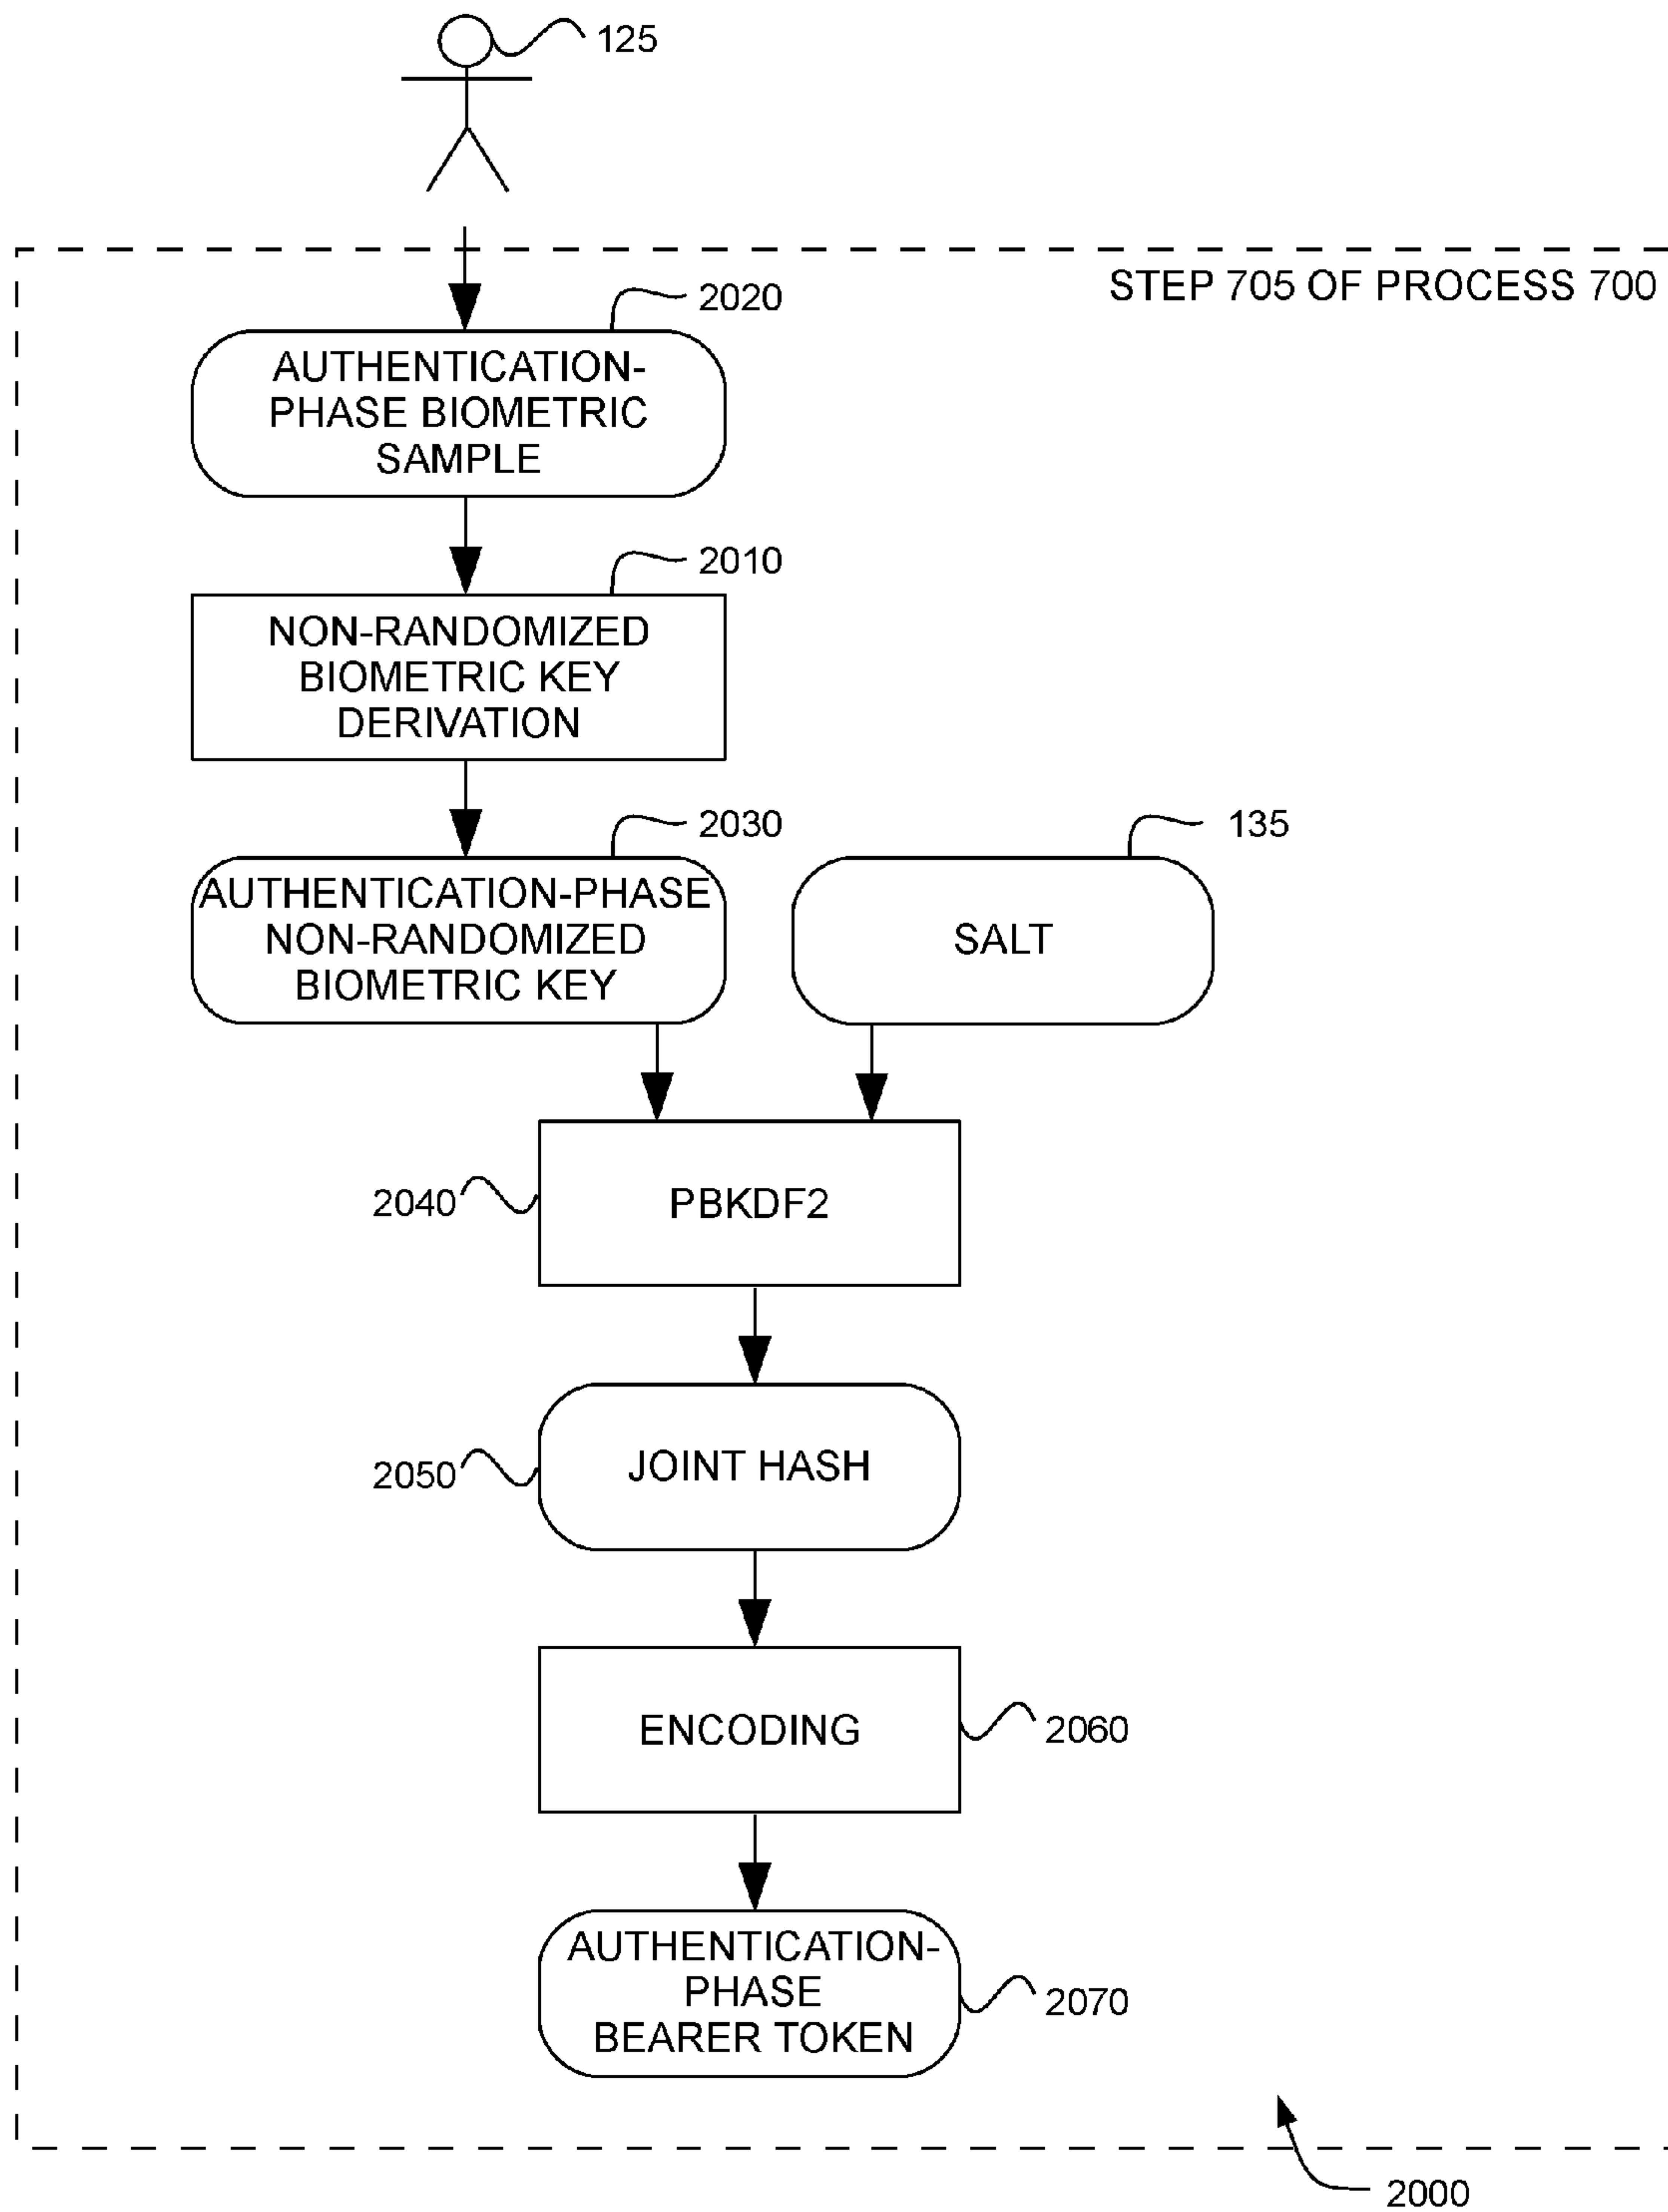 125
STEP 705 OF PROCESS 700
2020
AUTHENTICATION-
PHASE BIOMETRIC
SAMPLE
2010
NON-RANDOMIZED
BIOMETRIC KEY
DERIVATION
2030
AUTHENTICATION-PHASE
NON-RANDOMIZED
BIOMETRIC KEY
135
SALT
2040
PBKDF2
2050
JOINT HASH
ENCODING
2060
AUTHENTICATION-
PHASE
BEARER TOKEN
2070
2000